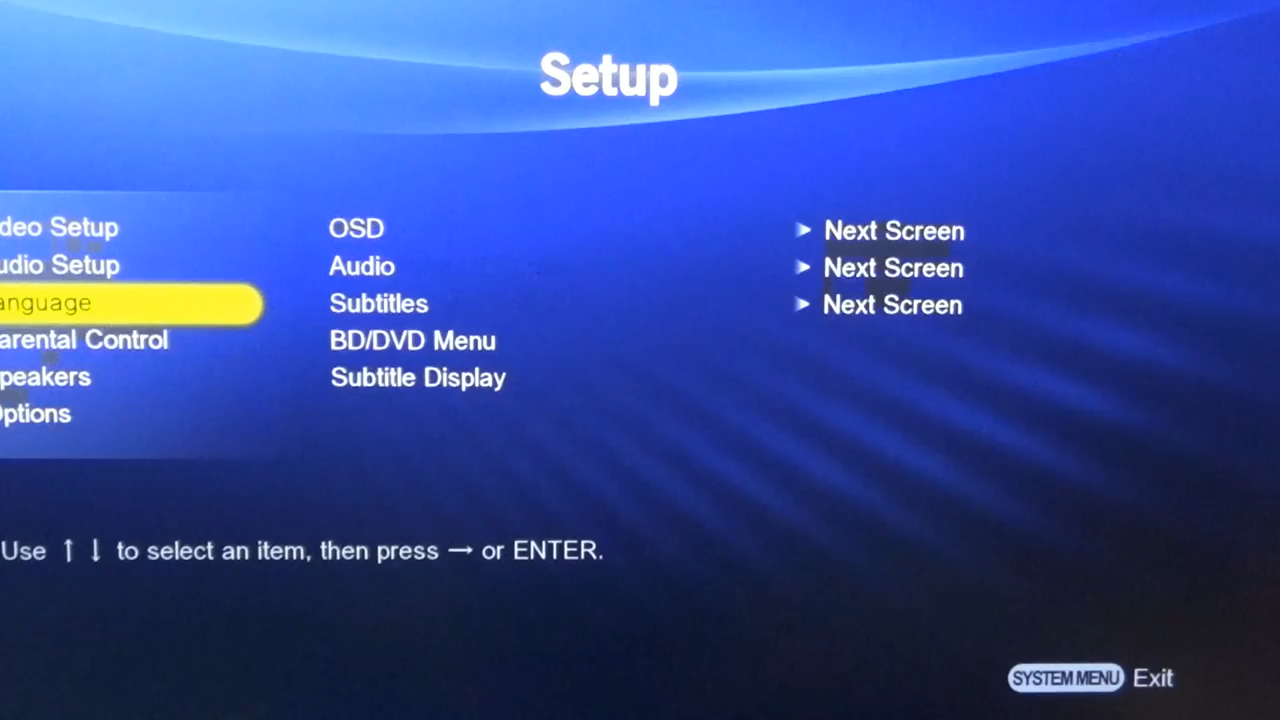 Setup
deo Setup
udio Setup
anguage
arental Control
peakers
ptions
OSD
Audio
Subtitles
BD/DVD Menu
Subtitle Display
Next Screen
Next Screen
Next Screen
Use ↑ ↓ to select an item, then press → or ENTER.
SYSTEM MENU Exit